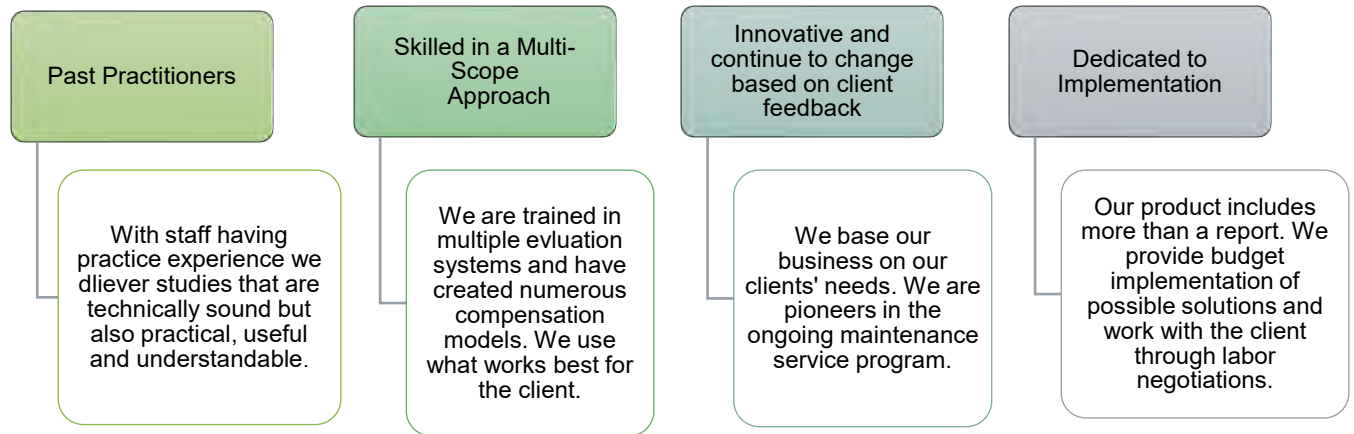 Past Practitioners
With staff having
practice experience we
dliever studies that are
technically sound but
also practical, useful
and understandable.
Skilled in a Multi-
Scope
Approach
We are trained in
multiple evluation
systems and have
created numerous
compensation
models. We use
what works best for
the client.
Innovative and
continue to change
based on client
feedback
We base our
business on our
clients' needs. We are
pioneers in the
ongoing maintenance
service program.
Dedicated to
Implementation
Our product includes
more than a report. We
provide budget
implementation of
possible solutions and
work with the client
through labor
negotiations.